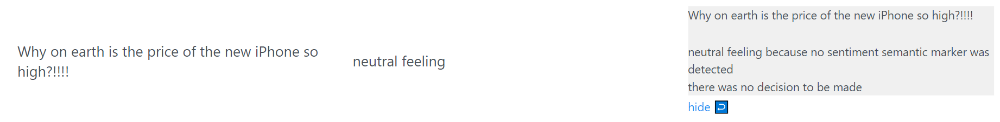 Why on earth is the price of the new iPhone so
high?!!!!
neutral feeling
Why on earth is the price of the new iPhone so high?!!!!
neutral feeling because no sentiment semantic marker was
detected
there was no decision to be made
hide